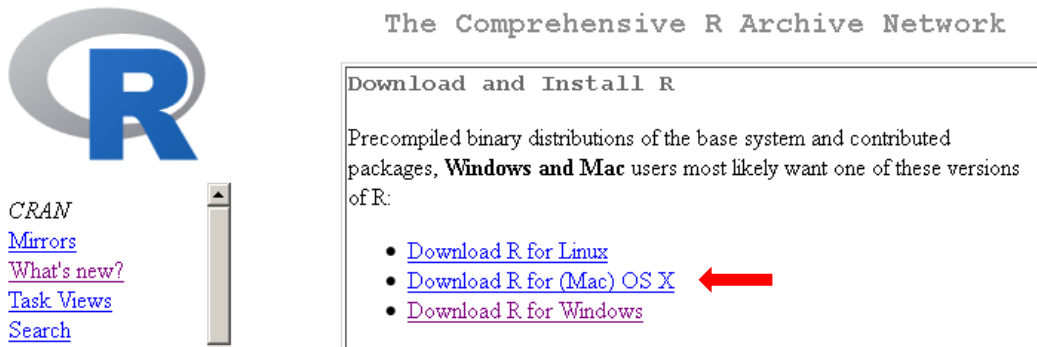 R
CRAN
Mirrors
What's new?
Task Views
Search
The Comprehensive R Archive Network
Download and Install R
Precompiled binary distributions of the base system and contributed
packages, Windows and Mac users most likely want one of these versions
of R:
• Download R for Linux
• Download R for (Mac) OS X
• Download R for Windows